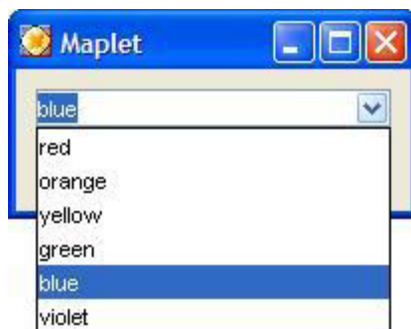 Maplet
blue
red
orange
yellow
green
blue
violet